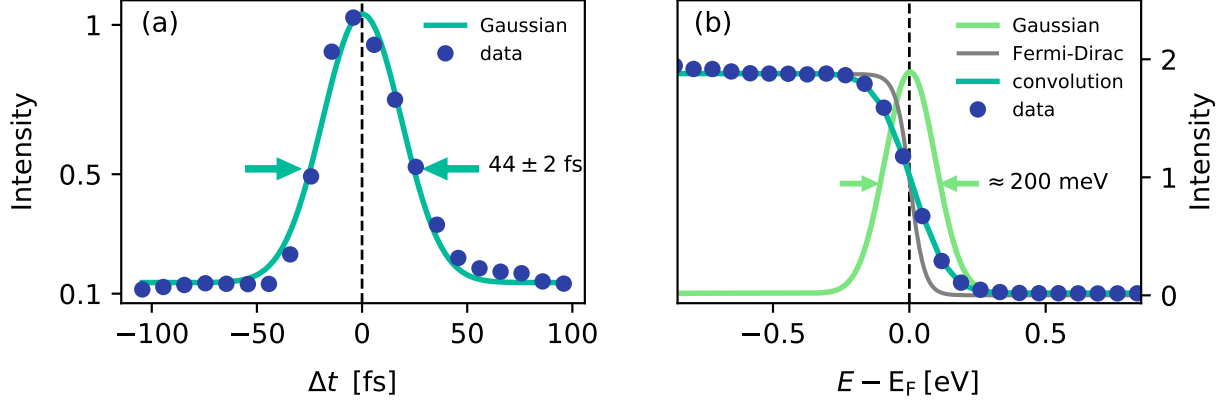 (a)
Gaussian
data
1
0.5
0.1
Intensity
44 ± 2 fs
−100
−50
0
50
100
Δt [fs]
(b)
Gaussian
Fermi-Dirac
convolution
data
2
1
0
Intensity
≈ 200 meV
−0.5
0.0
0.5
E − E_F [eV]